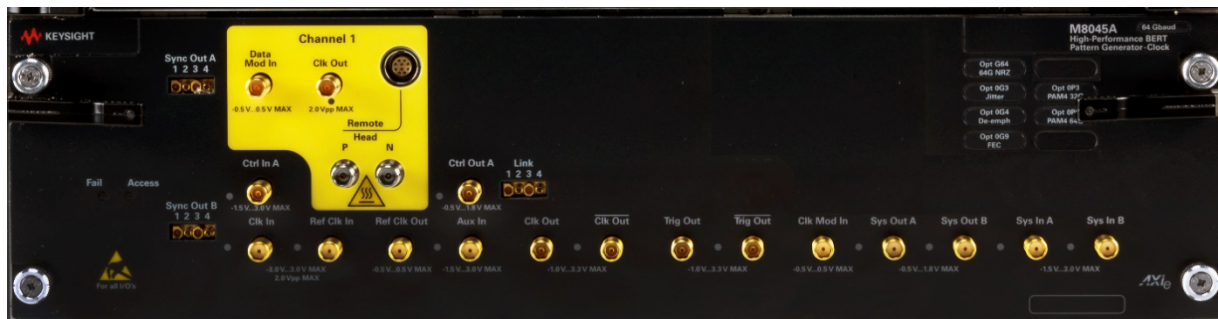 KEYSIGHT
M8045A 64 Gbaud
High-Performance BERT
Pattern Generator-Clock
Channel 1
Sync Out A
1 2 3 4
Data
Mod In
Clk Out
-0.5V...0.5V MAX
2.0Vpp MAX
Remote
Head
P N
Opt G64
64G NRZ
Opt 0G3
Jitter
Opt 0P3
PAM4 32G
Opt 0G4
De-emph
PAM4
Opt 0G9
FEC
Ctrl In A
-1.5V...3.0V MAX
Ctrl Out A
-0.5V...1.8V MAX
Link
1 2 3 4
Fail Access
Sync Out B
1 2 3 4
Clk In
Ref Clk In
Ref Clk Out
Aux In
Clk Out
Clk Out
Trig Out
Trig Out
Clk Mod In
Sys Out A
Sys Out B
Sys In A
Sys In B
-3.0V...3.0V MAX
2.0Vpp MAX
-0.5V...0.5V MAX
-1.5V...3.0V MAX
-1.0V...3.3V MAX
-1.0V...3.3V MAX
-0.5V...0.5V MAX
-0.5V...1.8V MAX
-1.5V...3.0V MAX
For all I/O's
AXIe